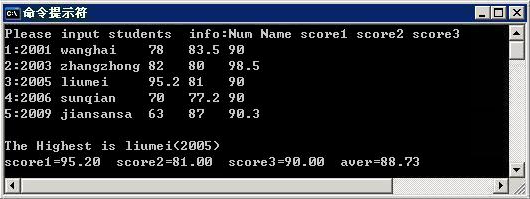 命令提示符
Please input students info:Num Name score1 score2 score3
1:2001 wanghai 78 83.5 90
2:2003 zhangzhong 82 80 98.5
3:2005 liumei 95.2 81 90
4:2006 sunqian 70 77.2 90
5:2009 jiansansa 63 87 90.3
The Highest is liumei(2005)
score1=95.20 score2=81.00 score3=90.00 aver=88.73